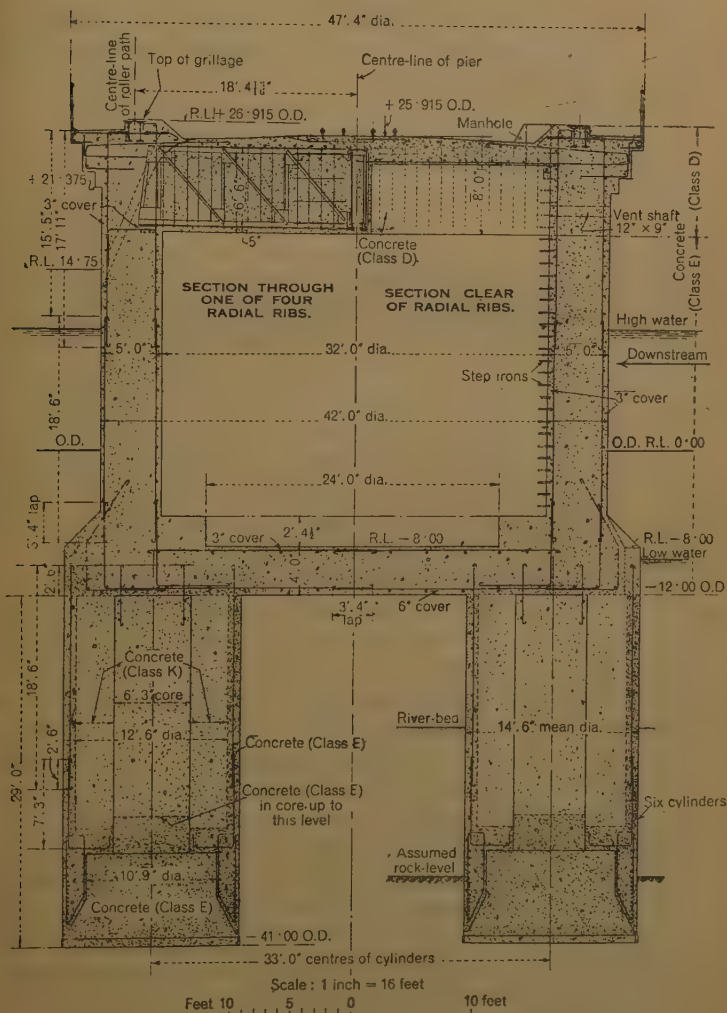 47'. 4" dia.
Centre-line
of roller path
Top of grillage
Centre-line of pier
18'. 4
R.L. + 26·915 O.D.
+ 25·915 O.D.
Manhole
+ 21·375
3"
cover
15'. 5"
17'. 11"
6'. 6"
8'. 0"
Vent shaft
12" × 9"
Concrete
(Class D)
(Class D)
Concrete
(Class E)
R.L. 14·75
SECTION THROUGH
ONE OF FOUR
RADIAL RIBS.
SECTION CLEAR
OF RADIAL RIBS.
High water
5'. 0"
32'. 0" dia.
5'. 0"
Downstream
Step irons
3" cover
18'. 6"
42'. 0" dia.
O.D.
O.D. R.L. 0·00
24'. 0" dia.
3'. 4" lap
3" cover
2'. 4½"
R.L. – 8·00
R.L. – 8·00
Low water
4'. 0"
2'. 6"
– 12·00 O.D
3'. 4"
lap
6" cover
Concrete
(Class K)
6'. 3" core
18'. 6"
12'. 6" dia.
River-bed
14'. 6" mean dia.
Concrete (Class E)
2'. 6"
29'. 0"
7'. 3"
Concrete (Class E)
in core up to
this level
Six cylinders
Assumed
rock-level
10'. 9" dia.
Concrete (Class E)
– 41·00 O.D.
33'. 0" centres of cylinders
Scale : 1 inch = 16 feet
Feet 10 5 0 10 feet